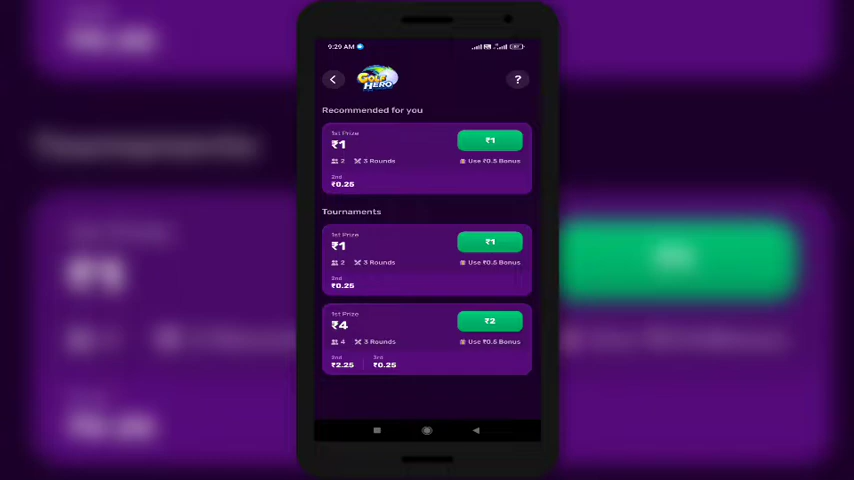 9:29 AM
GOLF
HERO
?
Recommended for you
1st Prize
₹1
₹1
2 3 Rounds
Use ₹0.5 Bonus
2nd
₹0.25
Tournaments
1st Prize
₹1
₹1
2 3 Rounds
Use ₹0.5 Bonus
2nd
₹0.25
1st Prize
₹4
₹2
4 3 Rounds
Use ₹0.5 Bonus
2nd 3rd
₹2.25 ₹0.25